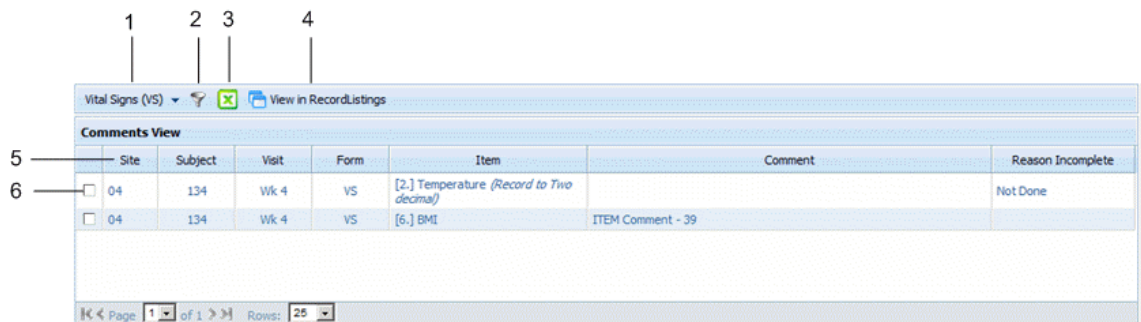 1 2 3 4
Vital Signs (VS) View in RecordListings
Comments View
5 Site Subject Visit Form Item Comment Reason Incomplete
6 04 134 Wk 4 VS [2.] Temperature (Record to Two decimal) Not Done
04 134 Wk 4 VS [6.] BMI ITEM Comment - 39
Page 1 of 1 Rows: 25